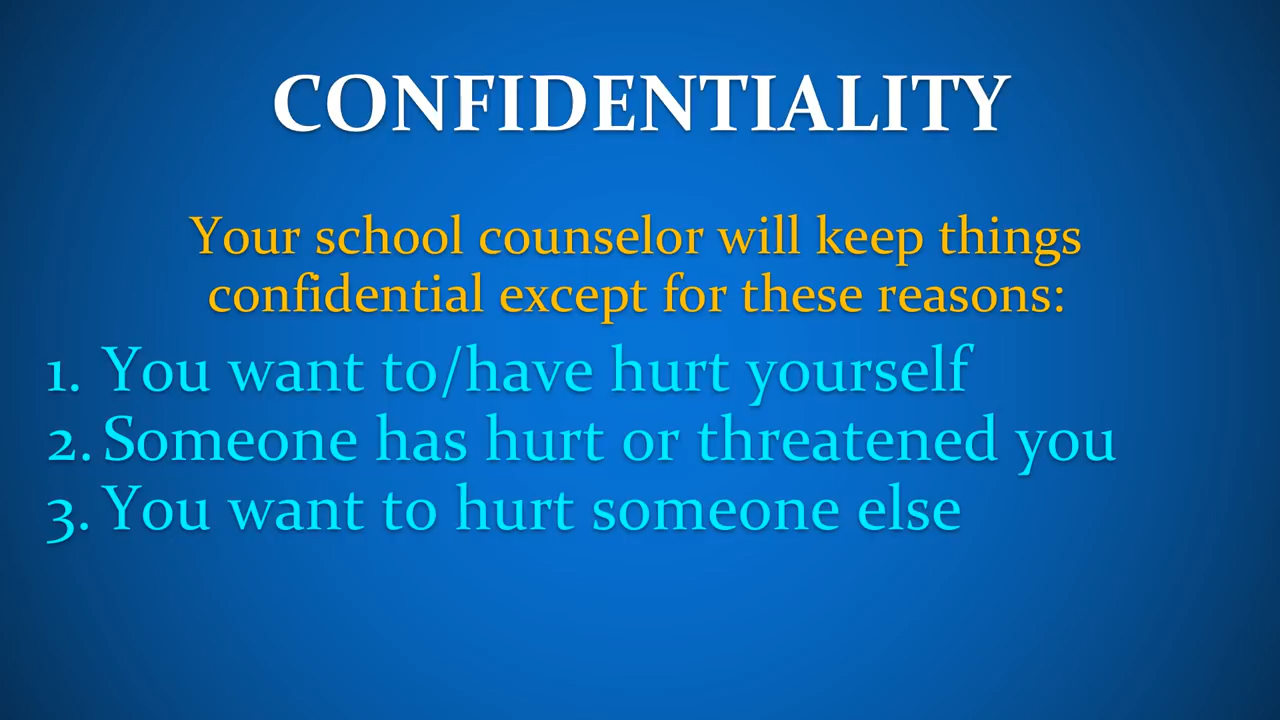 CONFIDENTIALITY
Your school counselor will keep things
confidential except for these reasons:
1. You want to/have hurt yourself
2. Someone has hurt or threatened you
3. You want to hurt someone else